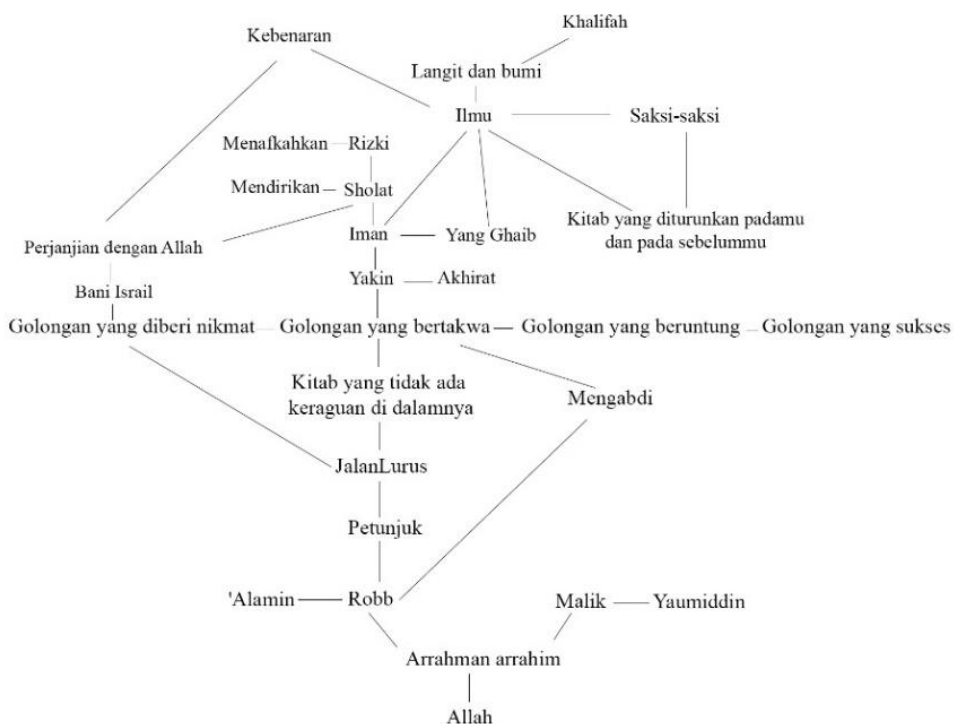 Khalifah
Kebenaran
Langit dan bumi
Ilmu
Saksi-saksi
Menafkahkan
Rizki
Mendirikan
Sholat
Kitab yang diturunkan padamu
dan pada sebelummu
Iman
Yang Ghaib
Perjanjian dengan Allah
Yakin
Akhirat
Bani Israil
Golongan yang diberi nikmat
Golongan yang bertakwa
Golongan yang beruntung
Golongan yang sukses
Kitab yang tidak ada
keraguan di dalamnya
Mengabdi
JalanLurus
Petunjuk
'Alamin
Robb
Malik
Yaumiddin
Arrahman arrahim
Allah